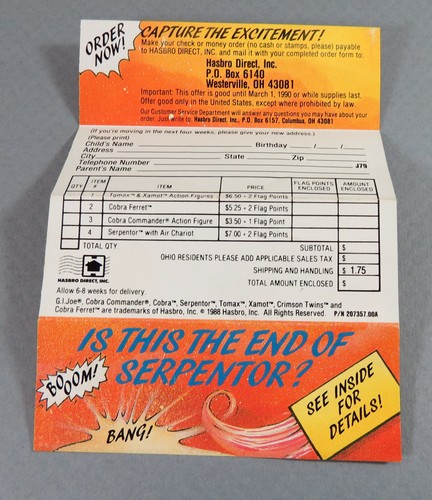 ORDER
NOW!
CAPTURE THE EXCITEMENT!
Make your check or money order (no cash or stamps, please) payable
to HASBRO DIRECT, INC. and mail it with your completed order form to:
Hasbro Direct, Inc.
P.O. Box 6140
Westerville, OH 43081
Important: This offer is good until March 1, 1990 or while supplies last.
Offer good only in the United States, except where prohibited by law.
Our Customer Service Department will answer any questions you may have about your
order. Just write to: Hasbro Direct, Inc., P.O. Box 6157, Columbus, OH 43081
(If you're moving in the next four weeks, please give your new address.)
(Please print)
Child's Name Birthday / /
Address
City State Zip
Telephone Number J79
Parent's Name
QTY ITEM # ITEM PRICE FLAG POINTS ENCLOSED AMOUNT ENCLOSED
1 Tomax™ & Xamot™ Action Figures $6.50 + 2 Flag Points
2 Cobra Ferret™ $5.25 + 2 Flag Points
3 Cobra Commander® Action Figure $3.50 + 1 Flag Point
4 Serpentor™ with Air Chariot $7.00 + 2 Flag Points
TOTAL QTY SUBTOTAL $
OHIO RESIDENTS PLEASE ADD APPLICABLE SALES TAX $
SHIPPING AND HANDLING $ 1.75
TOTAL AMOUNT ENCLOSED $
HASBRO DIRECT, INC.
Allow 6-8 weeks for delivery.
G.I.Joe®, Cobra Commander®, Cobra™, Serpentor™, Tomax™, Xamot™, Crimson Twins™ and
Cobra Ferret™ are trademarks of Hasbro, Inc. © 1988 Hasbro, Inc. All Rights Reserved. P/N 207357.00A
IS THIS THE END OF
SERPENTOR?
BOOOM!
BANG!
SEE INSIDE
FOR
DETAILS!